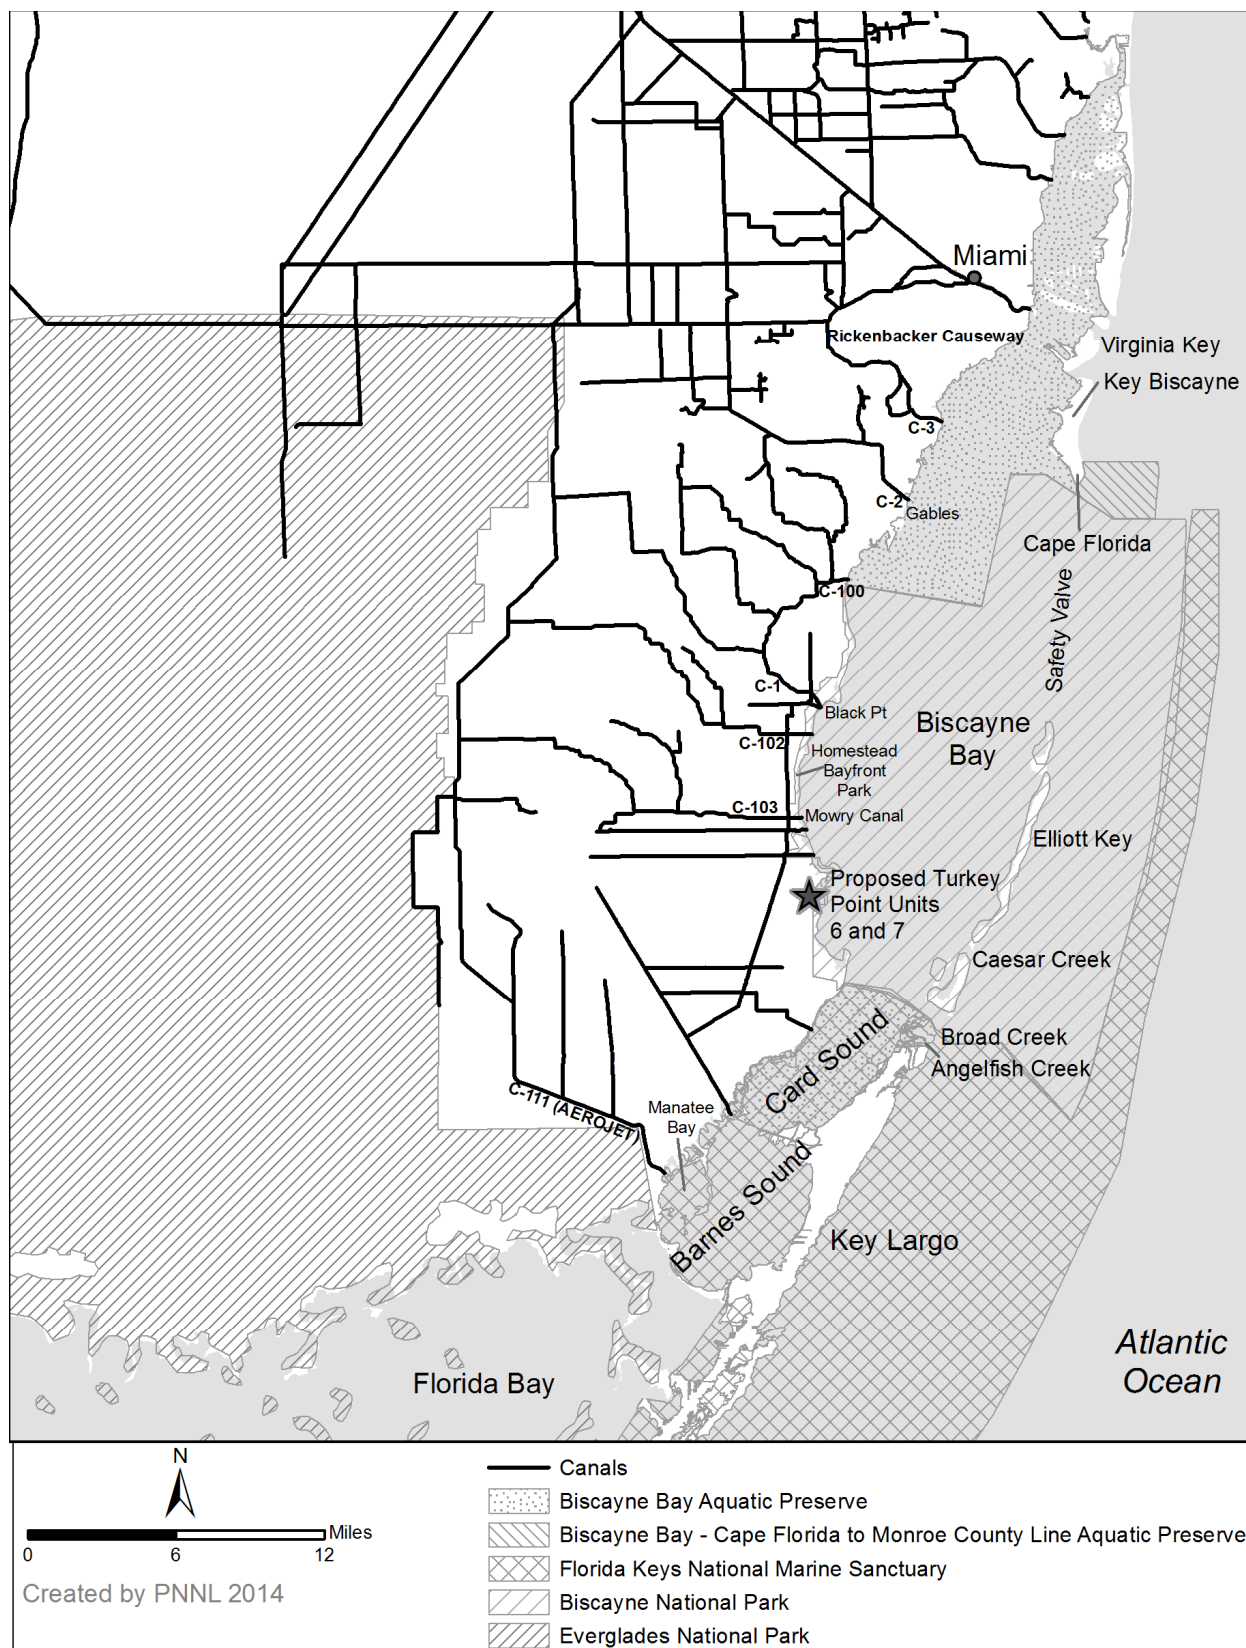 Miami
Rickenbacker Causeway
Virginia Key
Key Biscayne
C-3
C-2
Gables
Cape Florida
C-100
Safety Valve
C-1
Black Pt
Biscayne
Bay
C-102
Homestead
Bayfront
Park
C-103
Mowry Canal
Elliott Key
Proposed Turkey
Point Units
6 and 7
Caesar Creek
Card Sound
Broad Creek
Angelfish Creek
C-111 (AEROJET)
Manatee
Bay
Barnes Sound
Key Largo
Atlantic
Ocean
Florida Bay
N
Miles
0 6 12
Created by PNNL 2014
Canals
Biscayne Bay Aquatic Preserve
Biscayne Bay - Cape Florida to Monroe County Line Aquatic Preserve
Florida Keys National Marine Sanctuary
Biscayne National Park
Everglades National Park